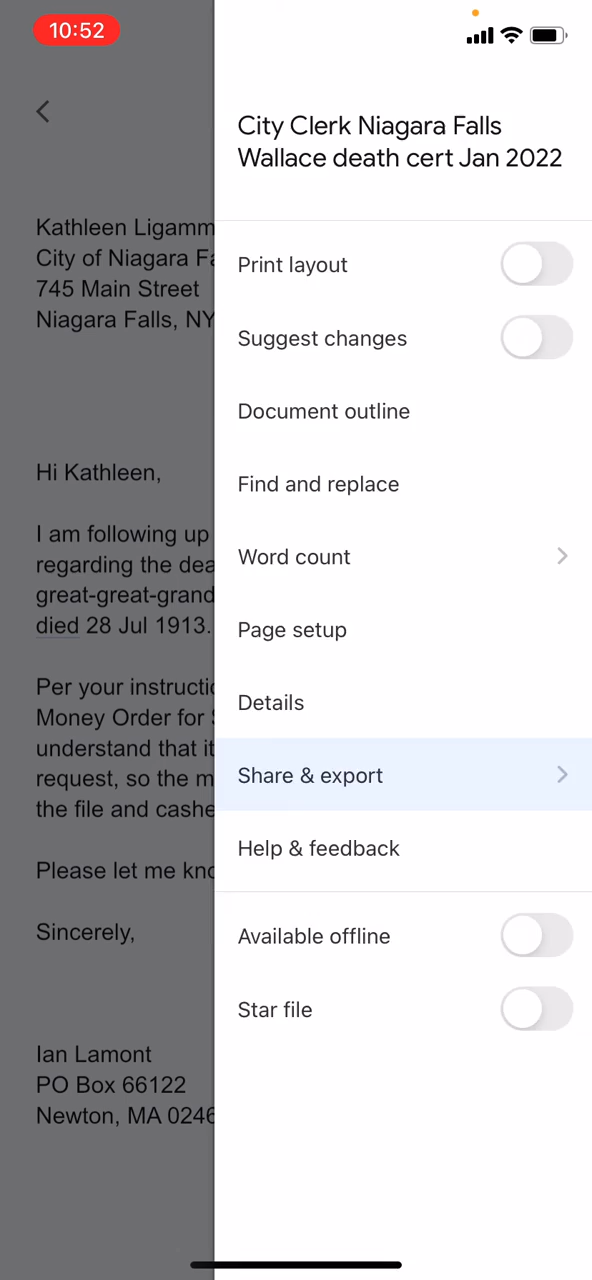 10:52
City Clerk Niagara Falls
Wallace death cert Jan 2022
Print layout
Suggest changes
Document outline
Find and replace
Word count
Page setup
Details
Share & export
Help & feedback
Available offline
Star file
Kathleen Ligamm
City of Niagara Fa
745 Main Street
Niagara Falls, NY
Hi Kathleen,
I am following up
regarding the dea
great-great-grand
died 28 Jul 1913.
Per your instructio
Money Order for
understand that it
request, so the m
the file and cashe
Please let me kno
Sincerely,
Ian Lamont
PO Box 66122
Newton, MA 0246